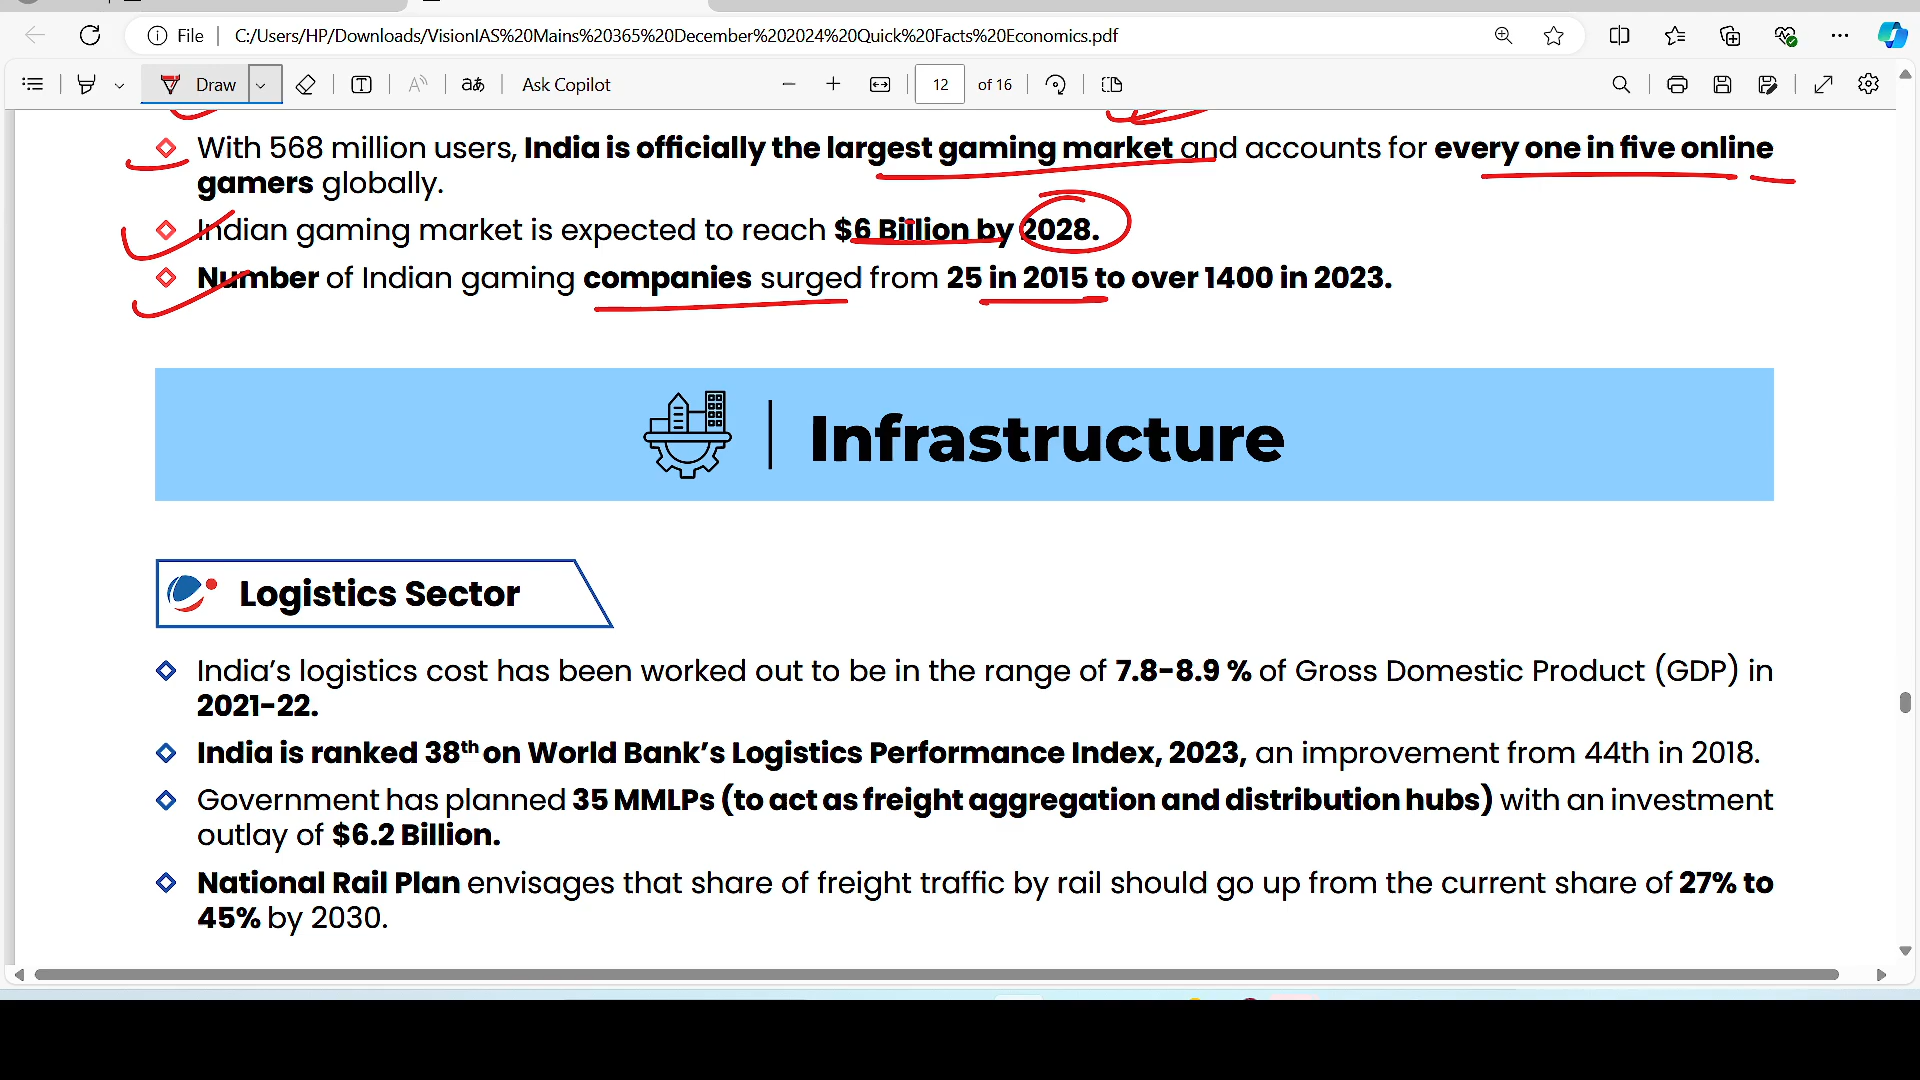 File
C:/Users/HP/Downloads/VisionIAS%20Mains%20365%20December%202024%20Quick%20Facts%20Economics.pdf
Draw
T
A
aあ
Ask Copilot
12
of 16
With 568 million users, India is officially the largest gaming market and accounts for every one in five online
gamers globally.
Indian gaming market is expected to reach $6 Billion by 2028.
Number of Indian gaming companies surged from 25 in 2015 to over 1400 in 2023.
Infrastructure
Logistics Sector
India's logistics cost has been worked out to be in the range of 7.8-8.9 % of Gross Domestic Product (GDP) in
2021-22.
India is ranked 38th on World Bank's Logistics Performance Index, 2023, an improvement from 44th in 2018.
Government has planned 35 MMLPs (to act as freight aggregation and distribution hubs) with an investment
outlay of $6.2 Billion.
National Rail Plan envisages that share of freight traffic by rail should go up from the current share of 27% to
45% by 2030.